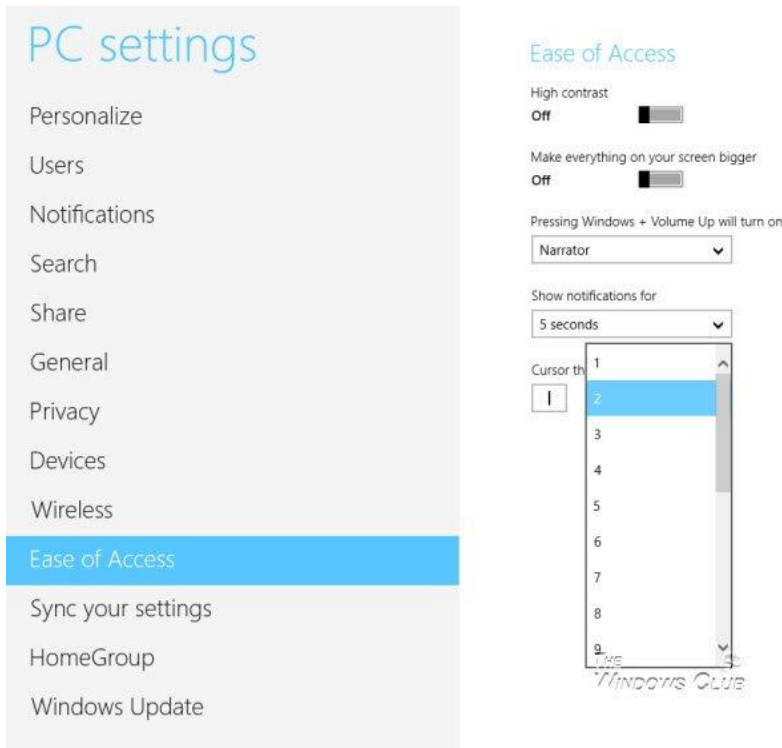 PC settings
Personalize
Users
Notifications
Search
Share
General
Privacy
Devices
Wireless
Ease of Access
Sync your settings
HomeGroup
Windows Update
Ease of Access
High contrast
Off
Make everything on your screen bigger
Off
Pressing Windows + Volume Up will turn on
Narrator
Show notifications for
5 seconds
Cursor th
1
2
3
4
5
6
7
8
9
THE
WINDOWS CLUB